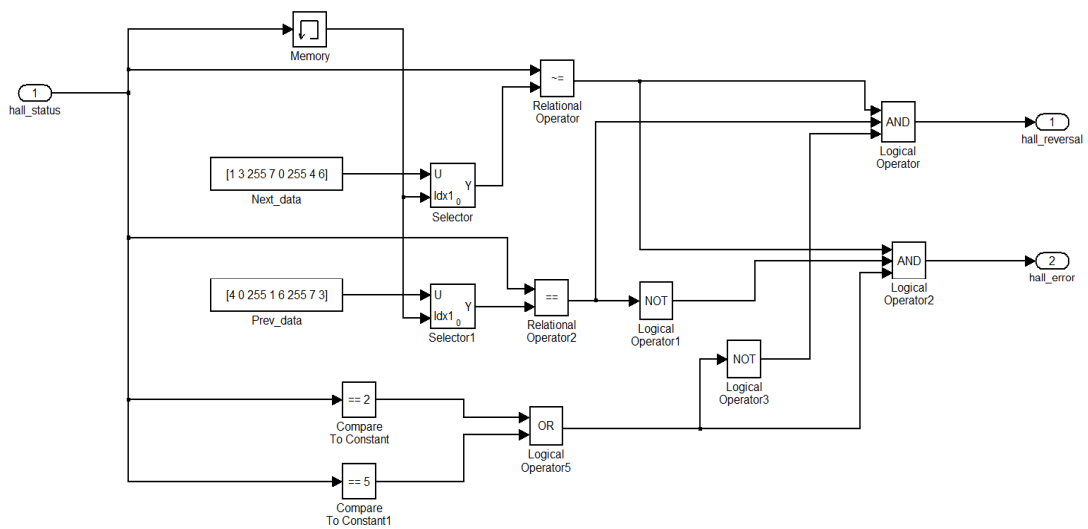 Memory
1
hall_status
~=
Relational
Operator
AND
Logical
Operator
1
hall_reversal
[1 3 255 7 0 255 4 6]
Next_data
U
Y
Idx1 0
Selector
AND
Logical
Operator2
2
hall_error
[4 0 255 1 6 255 7 3]
Prev_data
U
Y
Idx1 0
Selector1
==
Relational
Operator2
NOT
Logical
Operator1
NOT
Logical
Operator3
== 2
Compare
To Constant
OR
Logical
Operator5
== 5
Compare
To Constant1